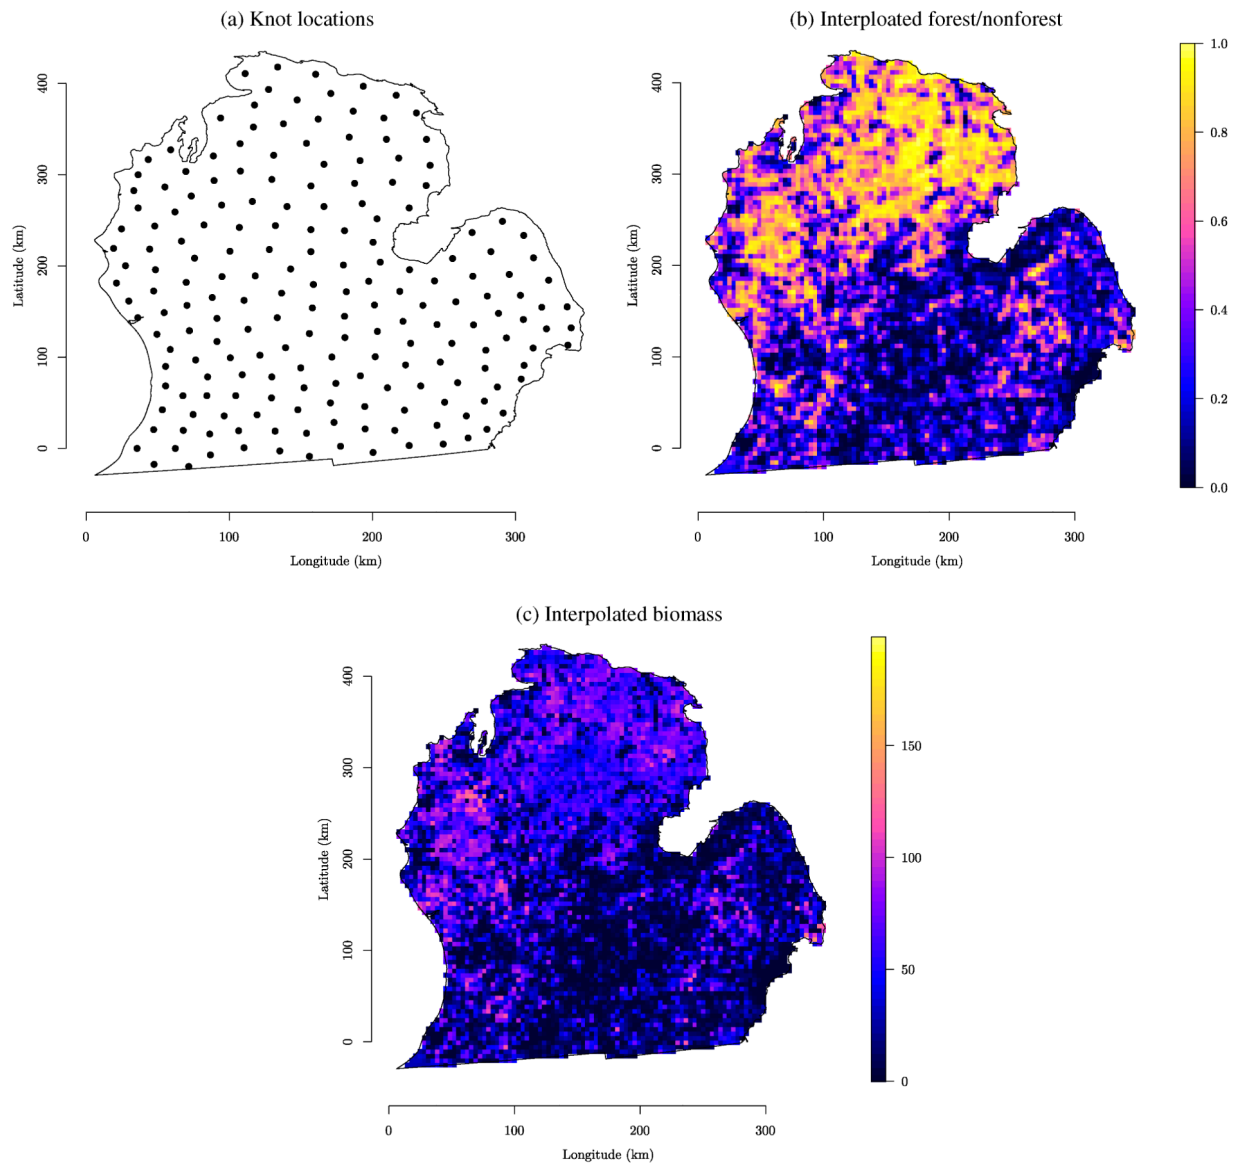 (a) Knot locations
400
300
200
100
0
Latitude (km)
0 100 200 300
Longitude (km)
(b) Interploated forest/nonforest
400
300
200
100
0
Latitude (km)
0 100 200 300
Longitude (km)
1.0
0.8
0.6
0.4
0.2
0.0
(c) Interpolated biomass
400
300
200
100
0
Latitude (km)
0 100 200 300
Longitude (km)
150
100
50
0